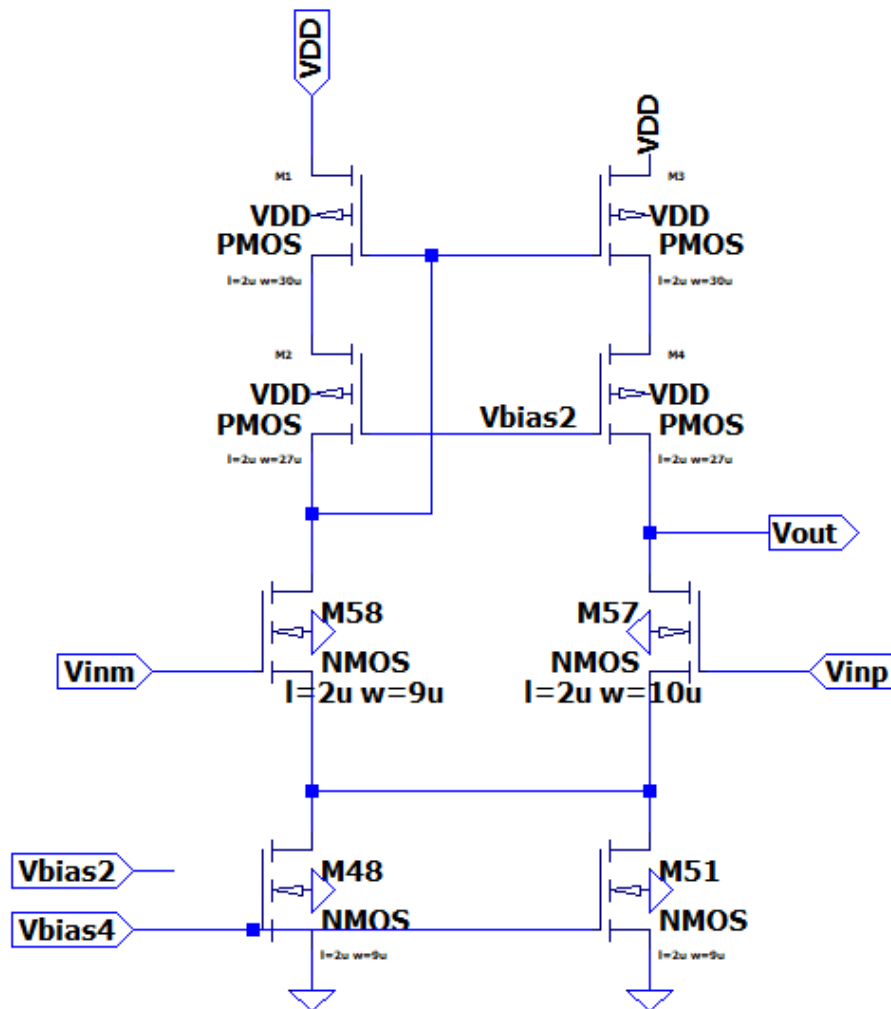 VDD
VDD
M1
M3
VDD
VDD
PMOS
PMOS
l=2u w=30u
l=2u w=30u
M2
M4
VDD
VDD
Vbias2
PMOS
PMOS
l=2u w=27u
l=2u w=27u
Vout
M58
M57
Vinm
NMOS
NMOS
Vinp
l=2u w=9u
l=2u w=10u
Vbias2
M48
M51
Vbias4
NMOS
NMOS
l=2u w=9u
l=2u w=9u